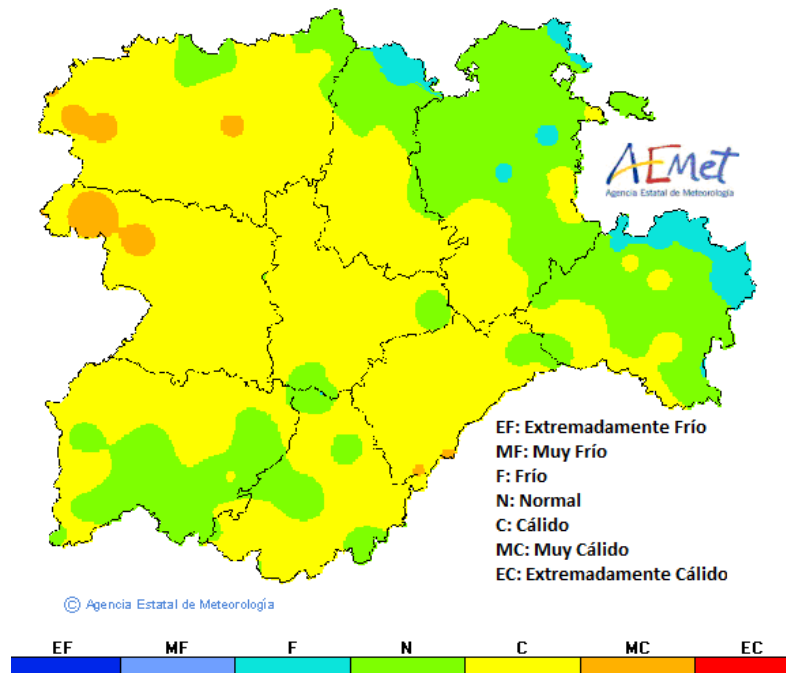 AEMet
Agencia Estatal de Meteorología
EF: Extremadamente Frío
MF: Muy Frío
F: Frío
N: Normal
C: Cálido
MC: Muy Cálido
EC: Extremadamente Cálido
© Agencia Estatal de Meteorología
EF MF F N C MC EC